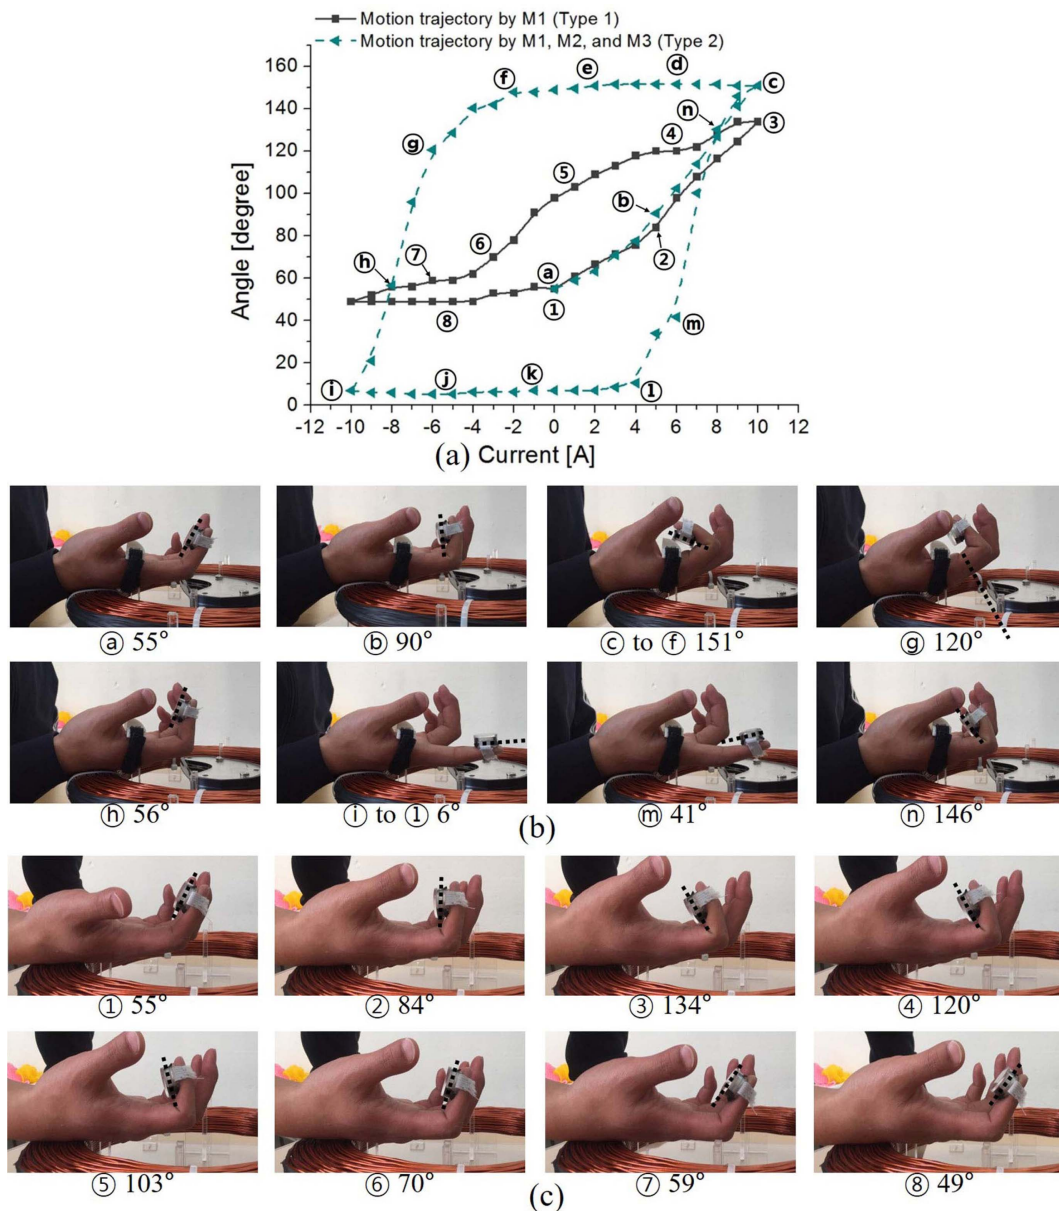 Motion trajectory by M1 (Type 1)
Motion trajectory by M1, M2, and M3 (Type 2)
160
140
120
100
80
60
40
20
0
Angle [degree]
ⓕ ⓔ ⓓ ⓒ
ⓝ
ⓖ ④ ③
⑤
ⓑ
⑦ ⑥ ②
ⓗ ⓐ
⑧ ①
ⓜ
ⓘ ⓙ ⓚ ⓛ
-12 -10 -8 -6 -4 -2 0 2 4 6 8 10 12
(a) Current [A]
ⓐ 55° ⓑ 90° ⓒ to ⓕ 151° ⓖ 120°
ⓗ 56° ⓘ to ⓛ 6° ⓜ 41° ⓝ 146°
(b)
① 55° ② 84° ③ 134° ④ 120°
⑤ 103° ⑥ 70° ⑦ 59° ⑧ 49°
(c)